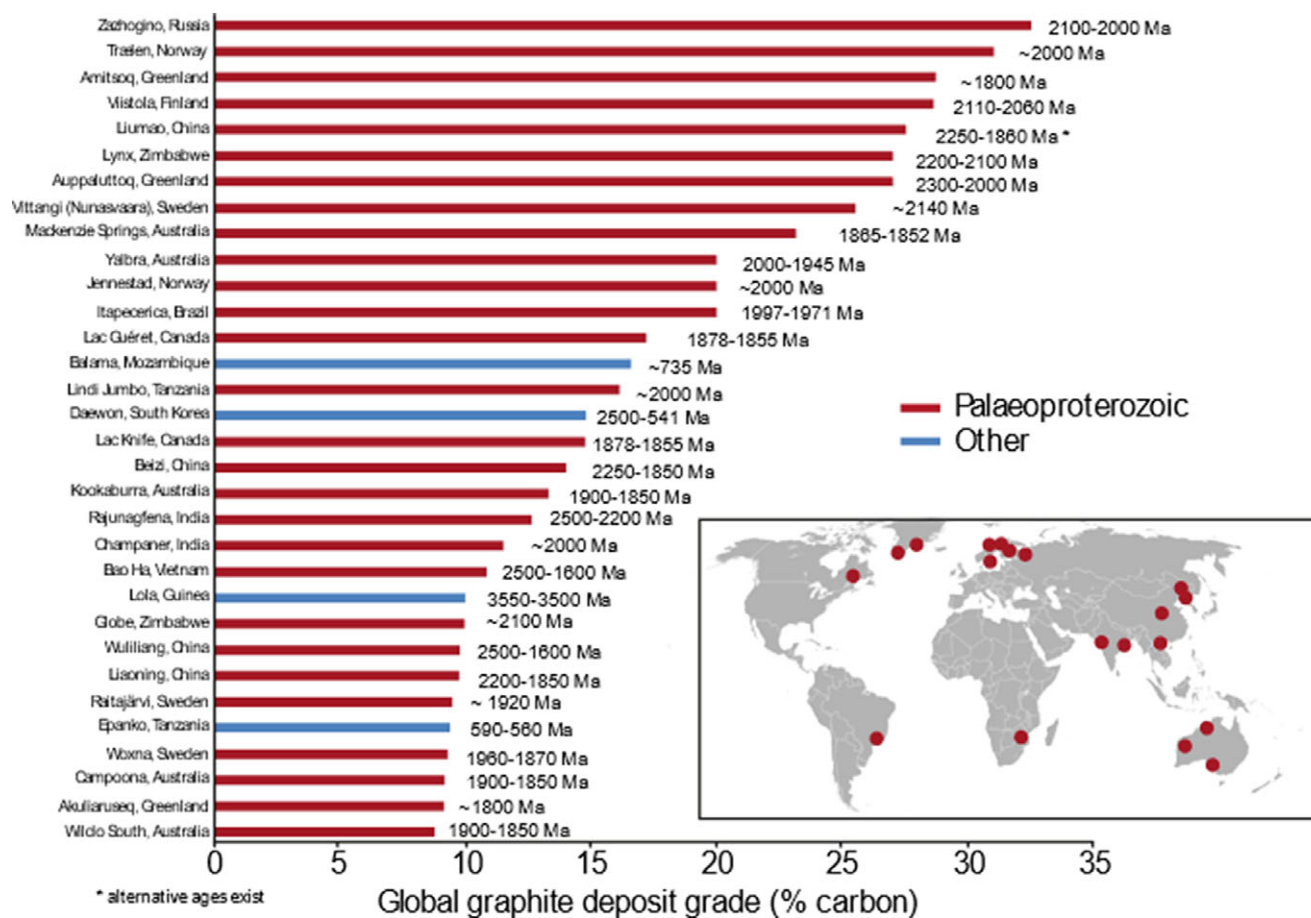 Zazhogino, Russia 2100-2000 Ma
Trælen, Norway ~2000 Ma
Amitsoq, Greenland ~1800 Ma
Viistola, Finland 2110-2060 Ma
Liumao, China 2250-1860 Ma *
Lynx, Zimbabwe 2200-2100 Ma
Auppaluttoq, Greenland 2300-2000 Ma
Vittangi (Nunasvaara), Sweden ~2140 Ma
Mackenzie Springs, Australia 1865-1852 Ma
Yalbra, Australia 2000-1945 Ma
Jennestad, Norway ~2000 Ma
Itapecerica, Brazil 1997-1971 Ma
Lac Guéret, Canada 1878-1855 Ma
Balama, Mozambique ~735 Ma
Lindi Jumbo, Tanzania ~2000 Ma
Daewon, South Korea 2500-541 Ma
Lac Knife, Canada 1878-1855 Ma
Beizi, China 2250-1850 Ma
Kookaburra, Australia 1900-1850 Ma
Rajunagfena, India 2500-2200 Ma
Champaner, India ~2000 Ma
Bao Ha, Vietnam 2500-1600 Ma
Lola, Guinea 3550-3500 Ma
Globe, Zimbabwe ~2100 Ma
Wuliliang, China 2500-1600 Ma
Liaoning, China 2200-1850 Ma
Raitajärvi, Sweden ~ 1920 Ma
Epanko, Tanzania 590-560 Ma
Woxna, Sweden 1960-1870 Ma
Campoona, Australia 1900-1850 Ma
Akuliaruseq, Greenland ~1800 Ma
Wilclo South, Australia 1900-1850 Ma
Palaeoproterozoic
Other
0 5 10 15 20 25 30 35
* alternative ages exist
Global graphite deposit grade (% carbon)